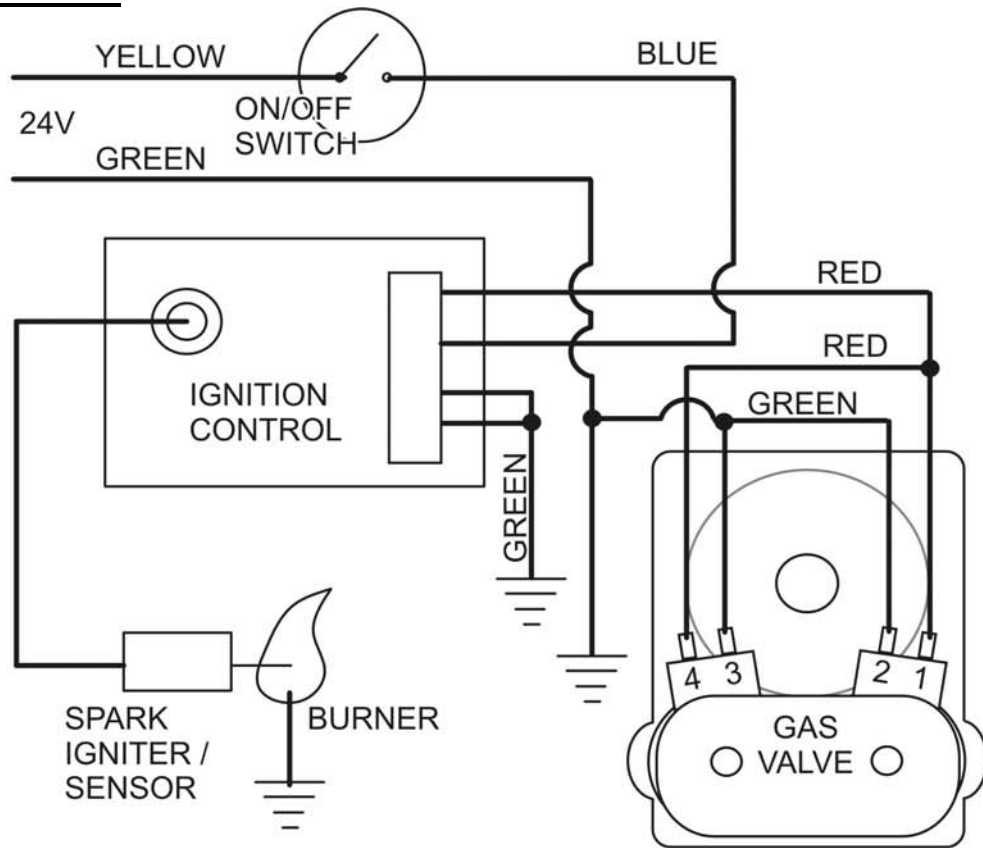 YELLOW
BLUE
ON/OFF
SWITCH
24V
GREEN
RED
RED
IGNITION
CONTROL
GREEN
GREEN
4
3
2
1
SPARK
IGNITER /
SENSOR
BURNER
GAS
VALVE